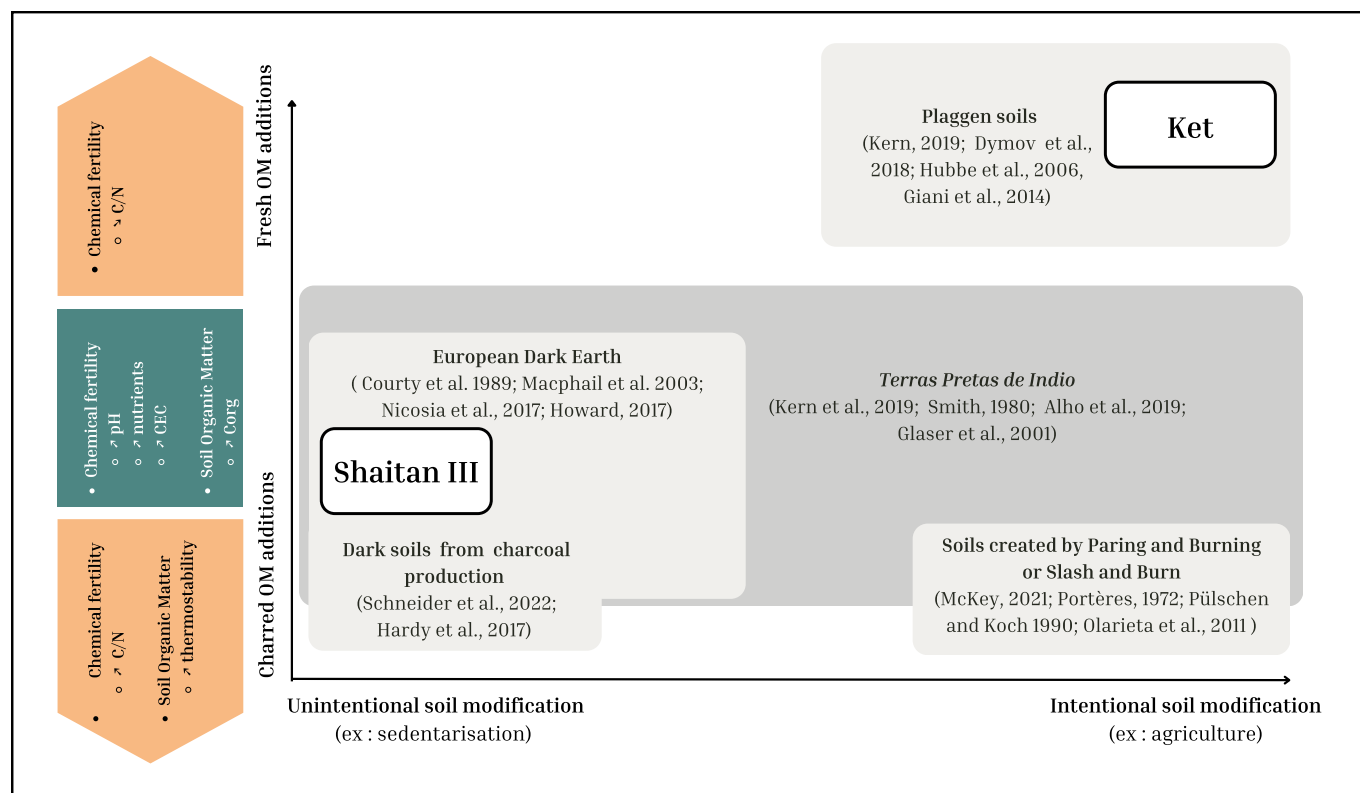 • Chemical fertility
○ ↘ C/N
• Chemical fertility
○ ↗ pH
○ ↗ nutrients
○ ↗ CEC
• Soil Organic Matter
○ ↗ Corg
• Chemical fertility
○ ↗ C/N
• Soil Organic Matter
○ ↗ thermostability
Fresh OM additions
Charred OM additions
Plaggen soils
(Kern, 2019; Dymov et al.,
2018; Hubbe et al., 2006,
Giani et al., 2014)
Ket
European Dark Earth
( Courty et al. 1989; Macphail et al. 2003;
Nicosia et al., 2017; Howard, 2017)
Shaitan III
Dark soils from charcoal
production
(Schneider et al., 2022;
Hardy et al., 2017)
Terras Pretas de Indio
(Kern et al., 2019; Smith, 1980; Alho et al., 2019;
Glaser et al., 2001)
Soils created by Paring and Burning
or Slash and Burn
(McKey, 2021; Portères, 1972; Pülschen
and Koch 1990; Olarieta et al., 2011 )
Unintentional soil modification
(ex : sedentarisation)
Intentional soil modification
(ex : agriculture)